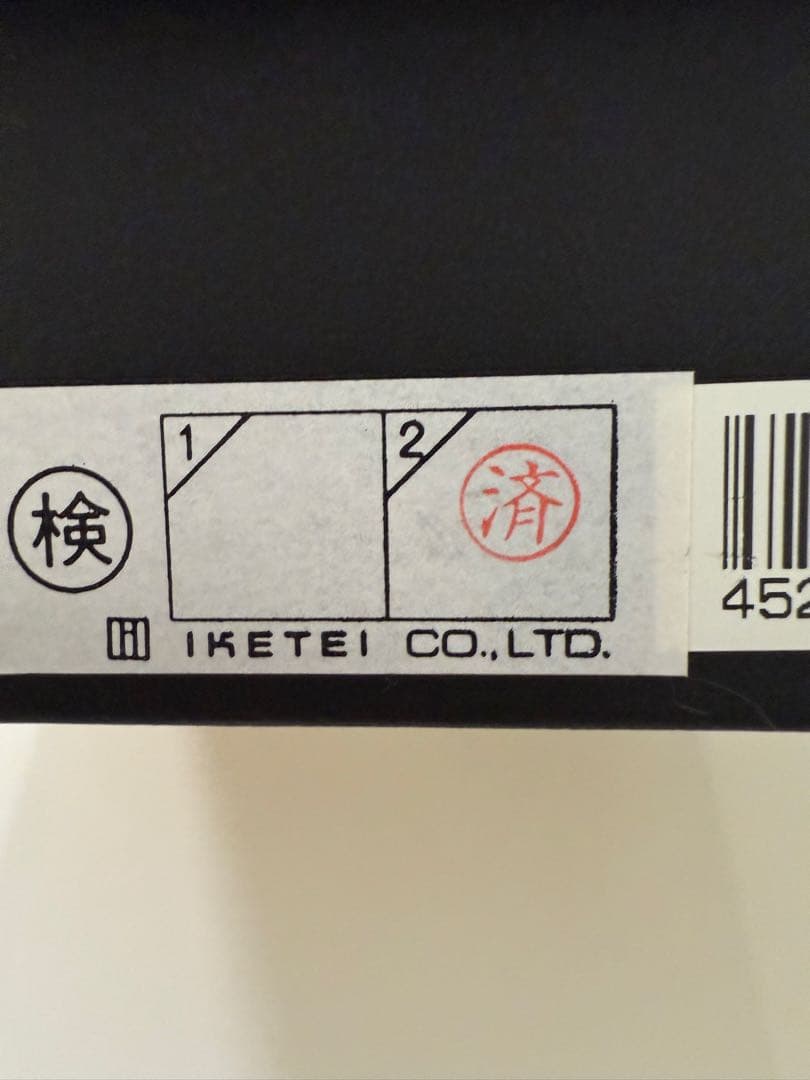 1 2
検 済
IKETEI CO.,LTD.
452